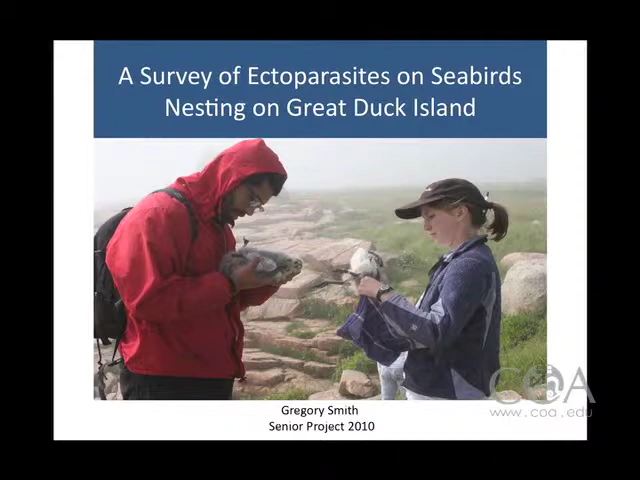 A Survey of Ectoparasites on Seabirds
Nesting on Great Duck Island
COA
www.coa.edu
Gregory Smith
Senior Project 2010